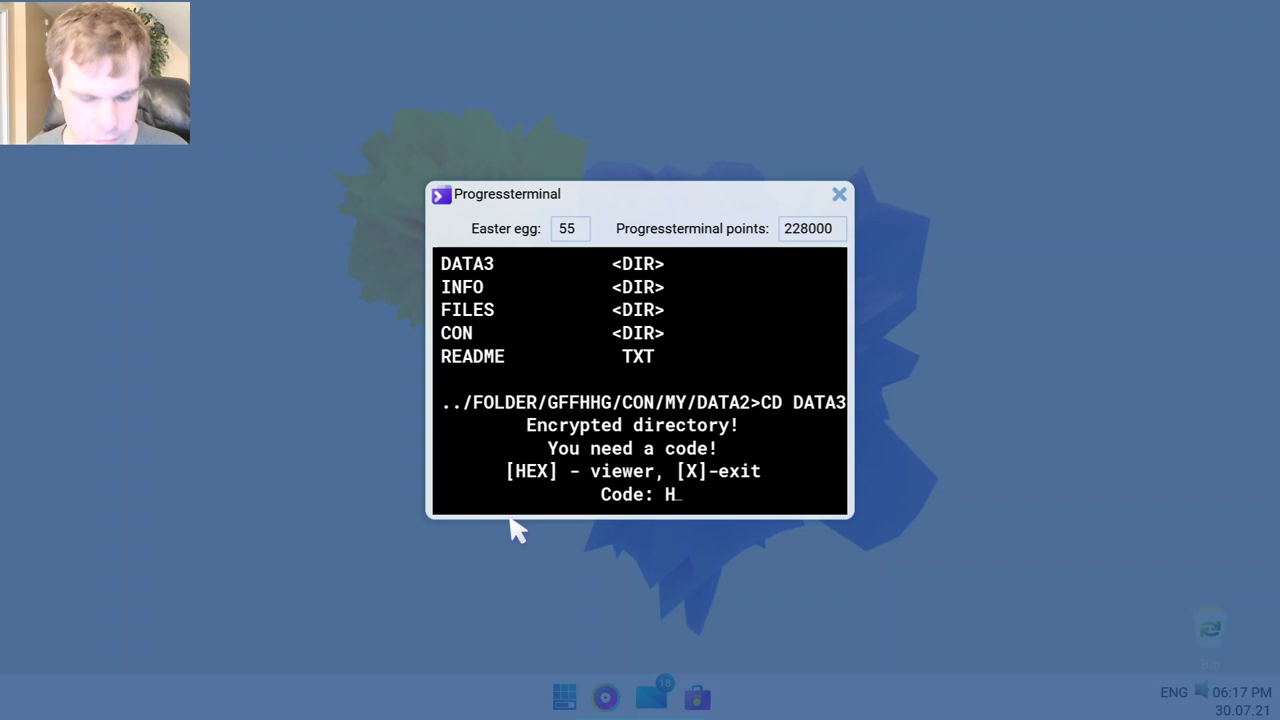 Progressterminal
Easter egg: 55 Progressterminal points: 228000
DATA3 <DIR>
INFO <DIR>
FILES <DIR>
CON <DIR>
README TXT
../FOLDER/GFFHHG/CON/MY/DATA2>CD DATA3
Encrypted directory!
You need a code!
[HEX] - viewer, [X]-exit
Code: H_
Bin
18
ENG 06:17 PM
30.07.21